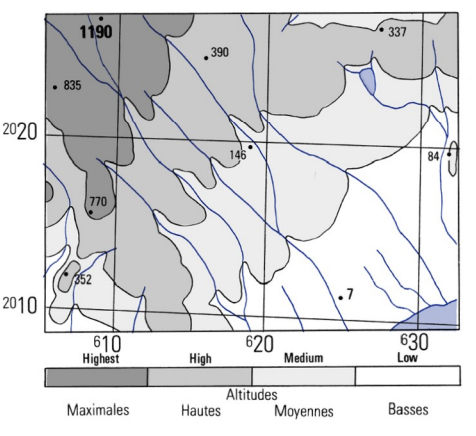 1190
337
390
835
2020
146
84
770
352
7
2010
610 620 630
Highest High Medium Low
Altitudes
Maximales Hautes Moyennes Basses